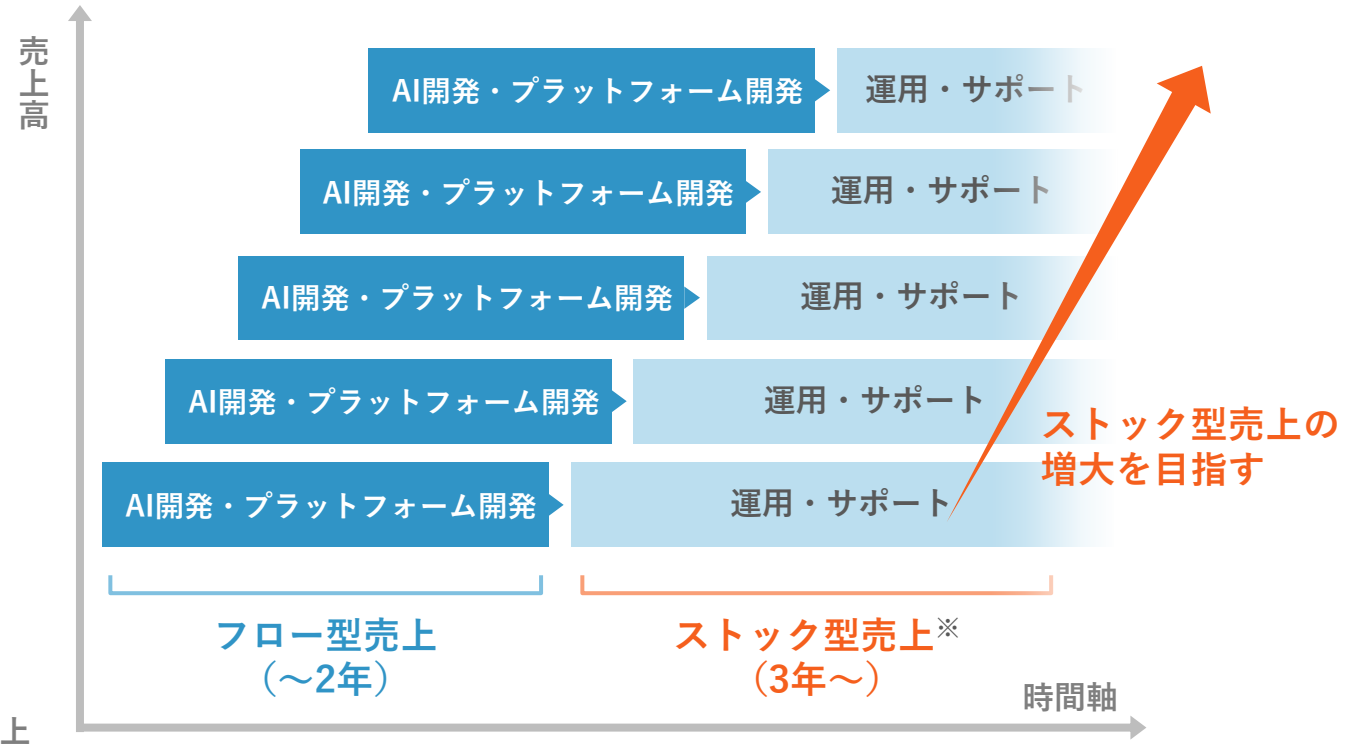 売上高
AI開発・プラットフォーム開発
運用・サポート
AI開発・プラットフォーム開発
運用・サポート
AI開発・プラットフォーム開発
運用・サポート
AI開発・プラットフォーム開発
運用・サポート
AI開発・プラットフォーム開発
運用・サポート
ストック型売上の
増大を目指す
フロー型売上
（～2年）
ストック型売上※
（3年～）
時間軸
上